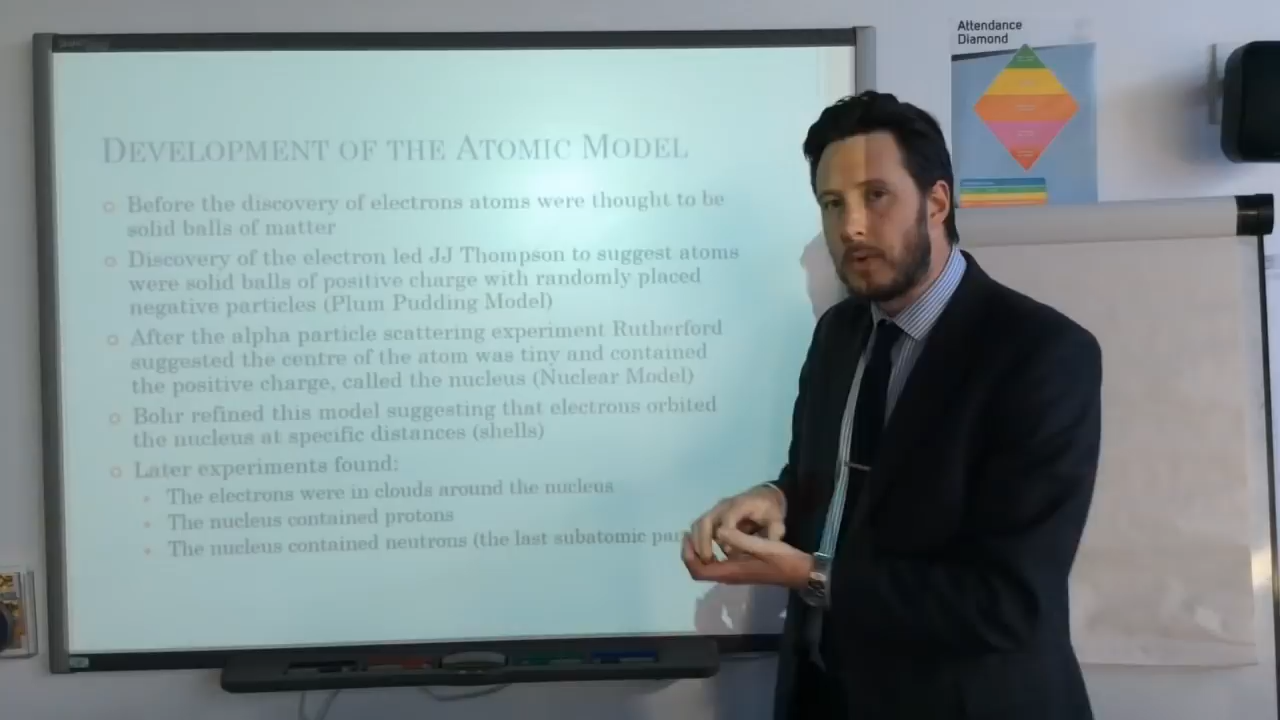 Attendance
Diamond
DEVELOPMENT OF THE ATOMIC MODEL
Before the discovery of electrons atoms were thought to be
solid balls of matter
Discovery of the electron led JJ Thompson to suggest atoms
were solid balls of positive charge with randomly placed
negative particles (Plum Pudding Model)
After the alpha particle scattering experiment Rutherford
suggested the centre of the atom was tiny and contained
the positive charge, called the nucleus (Nuclear Model)
Bohr refined this model suggesting that electrons orbited
the nucleus at specific distances (shells)
Later experiments found:
The electrons were in clouds around the nucleus
The nucleus contained protons
The nucleus contained neutrons (the last subatomic